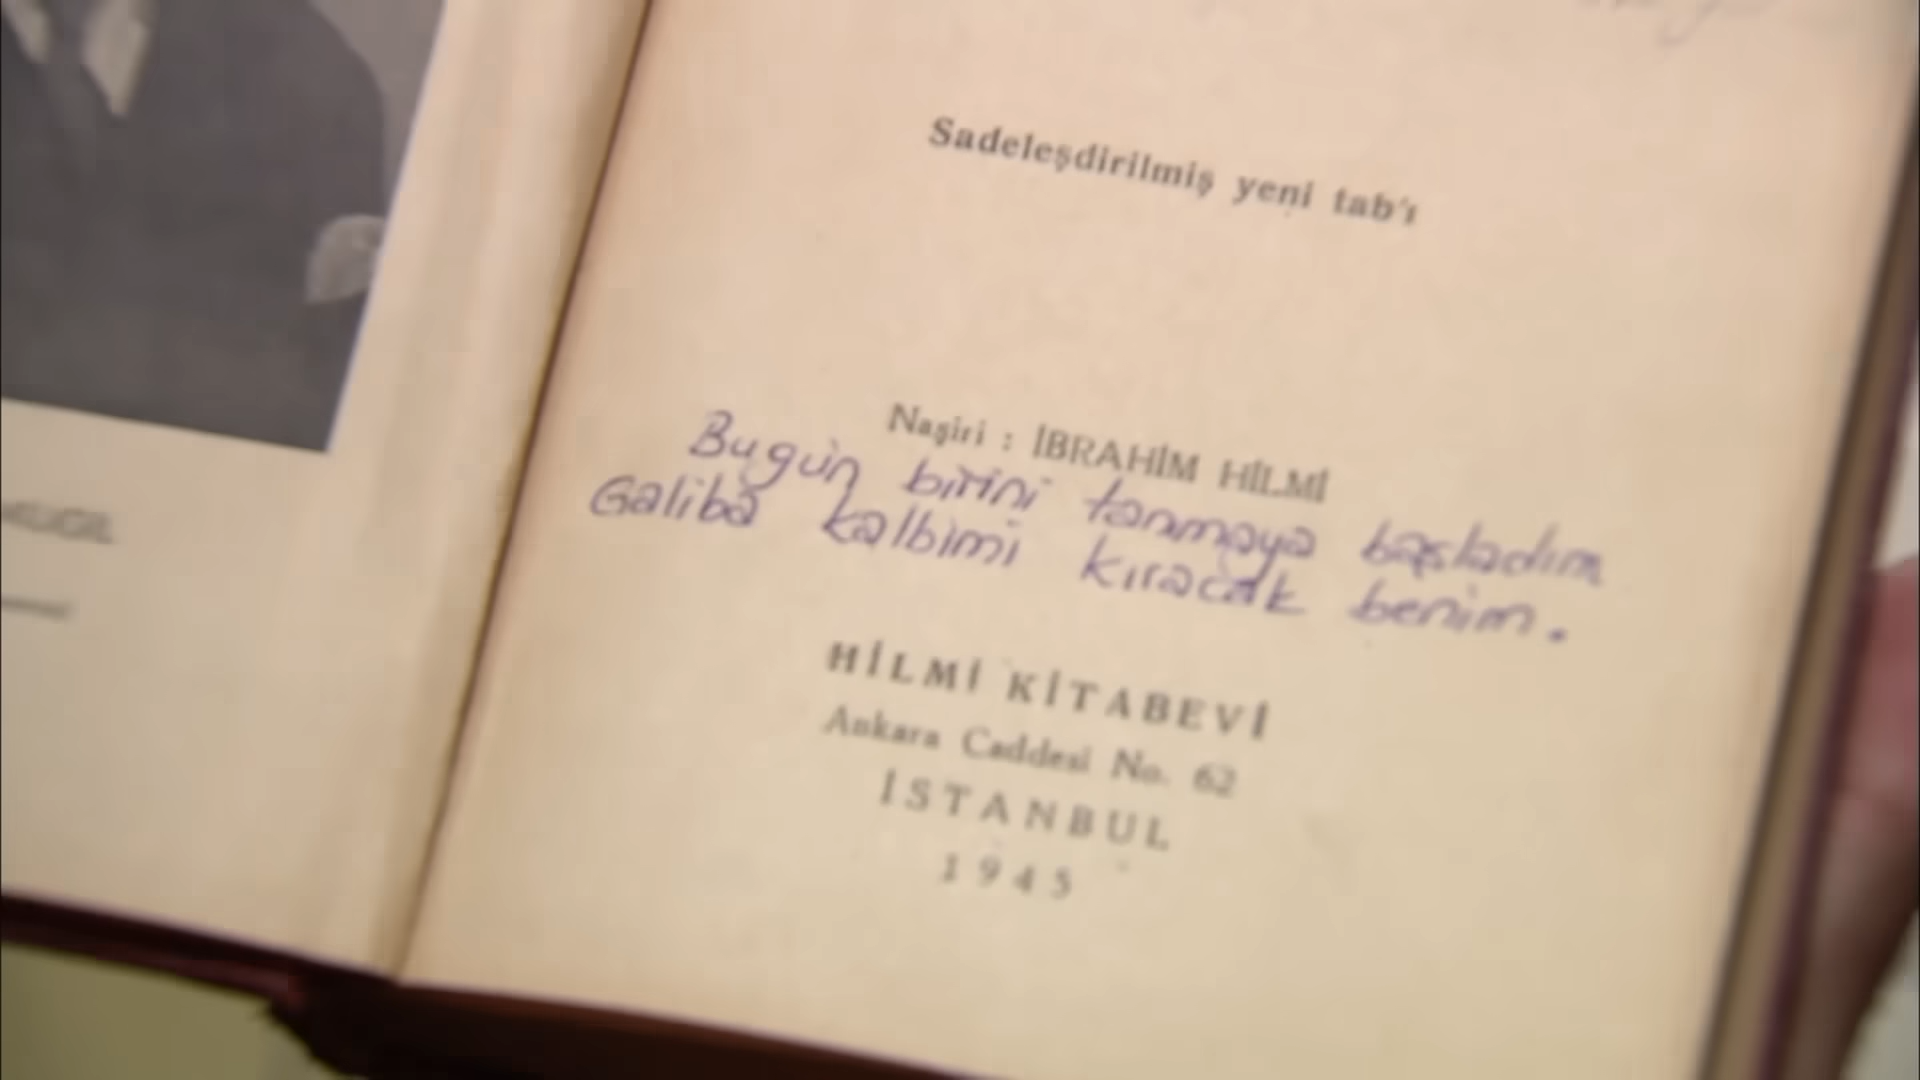 Sadeleşdirilmiş yeni tab'ı
Naşiri : İBRAHİM HİLMİ
Bugün birini tanımaya başladım
Galiba kalbimi kıracak benim.
HİLMİ KİTABEVİ
Ankara Caddesi No. 62
İSTANBUL
1945